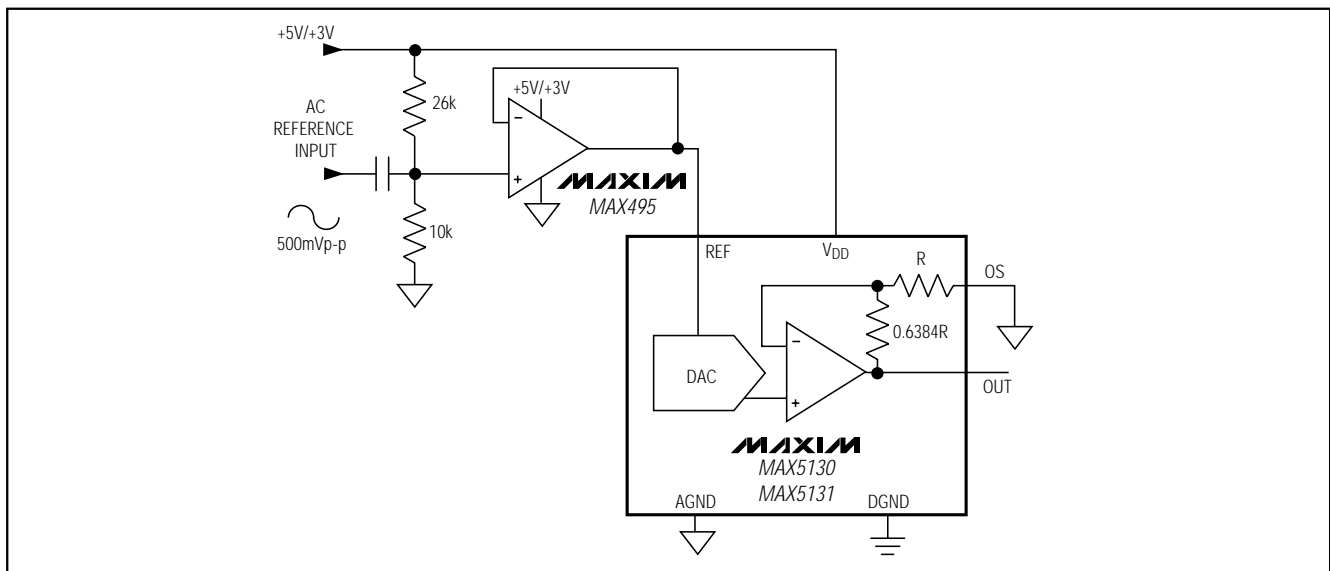 +5V/+3V
26k
+5V/+3V
AC
REFERENCE
INPUT
−
+
MAXIM
MAX495
10k
500mVp-p
REF
VDD
R
OS
0.6384R
−
DAC
+
OUT
MAXIM
MAX5130
MAX5131
AGND
DGND